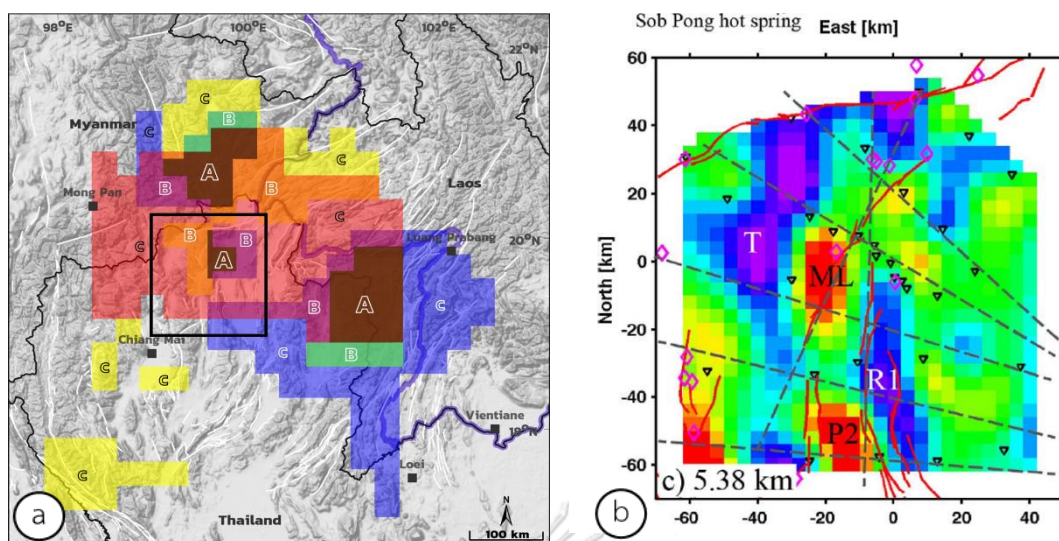 98°E
100°E
102°E
22°N
20°N
18°N
Myanmar
Mong Pan
Laos
Luang Prabang
Chiang Mai
Vientiane
Loei
Thailand
C
B
C
C
A
B
B
C
C
C
B
B
A
B
A
C
C
B
C
C
C
N
100 km
a
Sob Pong hot spring
East [km]
North [km]
60
40
20
0
-20
-40
-60
T
ML
R1
P2
c) 5.38 km
-60
-40
-20
0
20
40
b